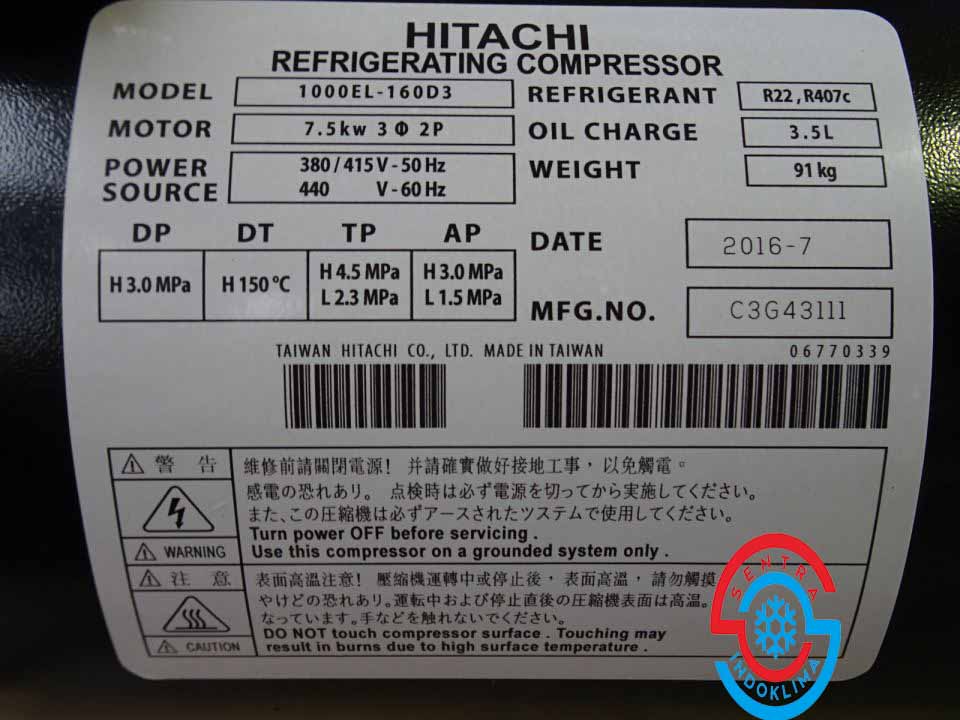 HITACHI
REFRIGERATING COMPRESSOR
MODEL 1000EL-160D3 REFRIGERANT R22,R407c
MOTOR 7.5kw 3 Φ 2P OIL CHARGE 3.5L
POWER SOURCE 380/415 V - 50 Hz WEIGHT 91 kg
440 V - 60 Hz
DP DT TP AP DATE 2016-7
H 3.0 MPa H 150 °C H 4.5 MPa H 3.0 MPa
L 2.3 MPa L 1.5 MPa
MFG.NO. C3G43111
TAIWAN HITACHI CO., LTD. MADE IN TAIWAN 06770339
⚠ 警 告 維修前請關閉電源! 并請確實做好接地工事,以免觸電。
感電の恐れあリ。 点検時は必ず電源を切ってから実施してください。
また、この圧縮機は必ずアースされたツステムで使用してください。
Turn power OFF before servicing .
⚠ WARNING Use this compressor on a grounded system only .
⚠ 注 意 表面高溫注意! 壓縮機運轉中或停止後,表面高溫,請勿觸摸
やけどの恐れあリ。運転中および停止直後の圧縮機表面は高温。
なっています。手などを触れないでください。
DO NOT touch compressor surface . Touching may
⚠ CAUTION result in burns due to high surface temperature .
SENTRA
INDOKLIMA